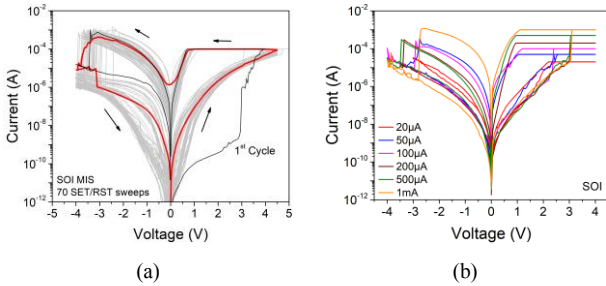 (a)
10⁻²
10⁻⁴
10⁻⁶
10⁻⁸
10⁻¹⁰
10⁻¹²
Current (A)
1ˢᵗ Cycle
SOI MIS
70 SET/RST sweeps
-5 -4 -3 -2 -1 0 1 2 3 4 5
Voltage (V)
(a)
(b)
10⁻²
10⁻⁴
10⁻⁶
10⁻⁸
10⁻¹⁰
10⁻¹²
Current (A)
20µA
50µA
100µA
200µA
500µA
1mA
SOI
-4 -3 -2 -1 0 1 2 3 4
Voltage (V)
(b)